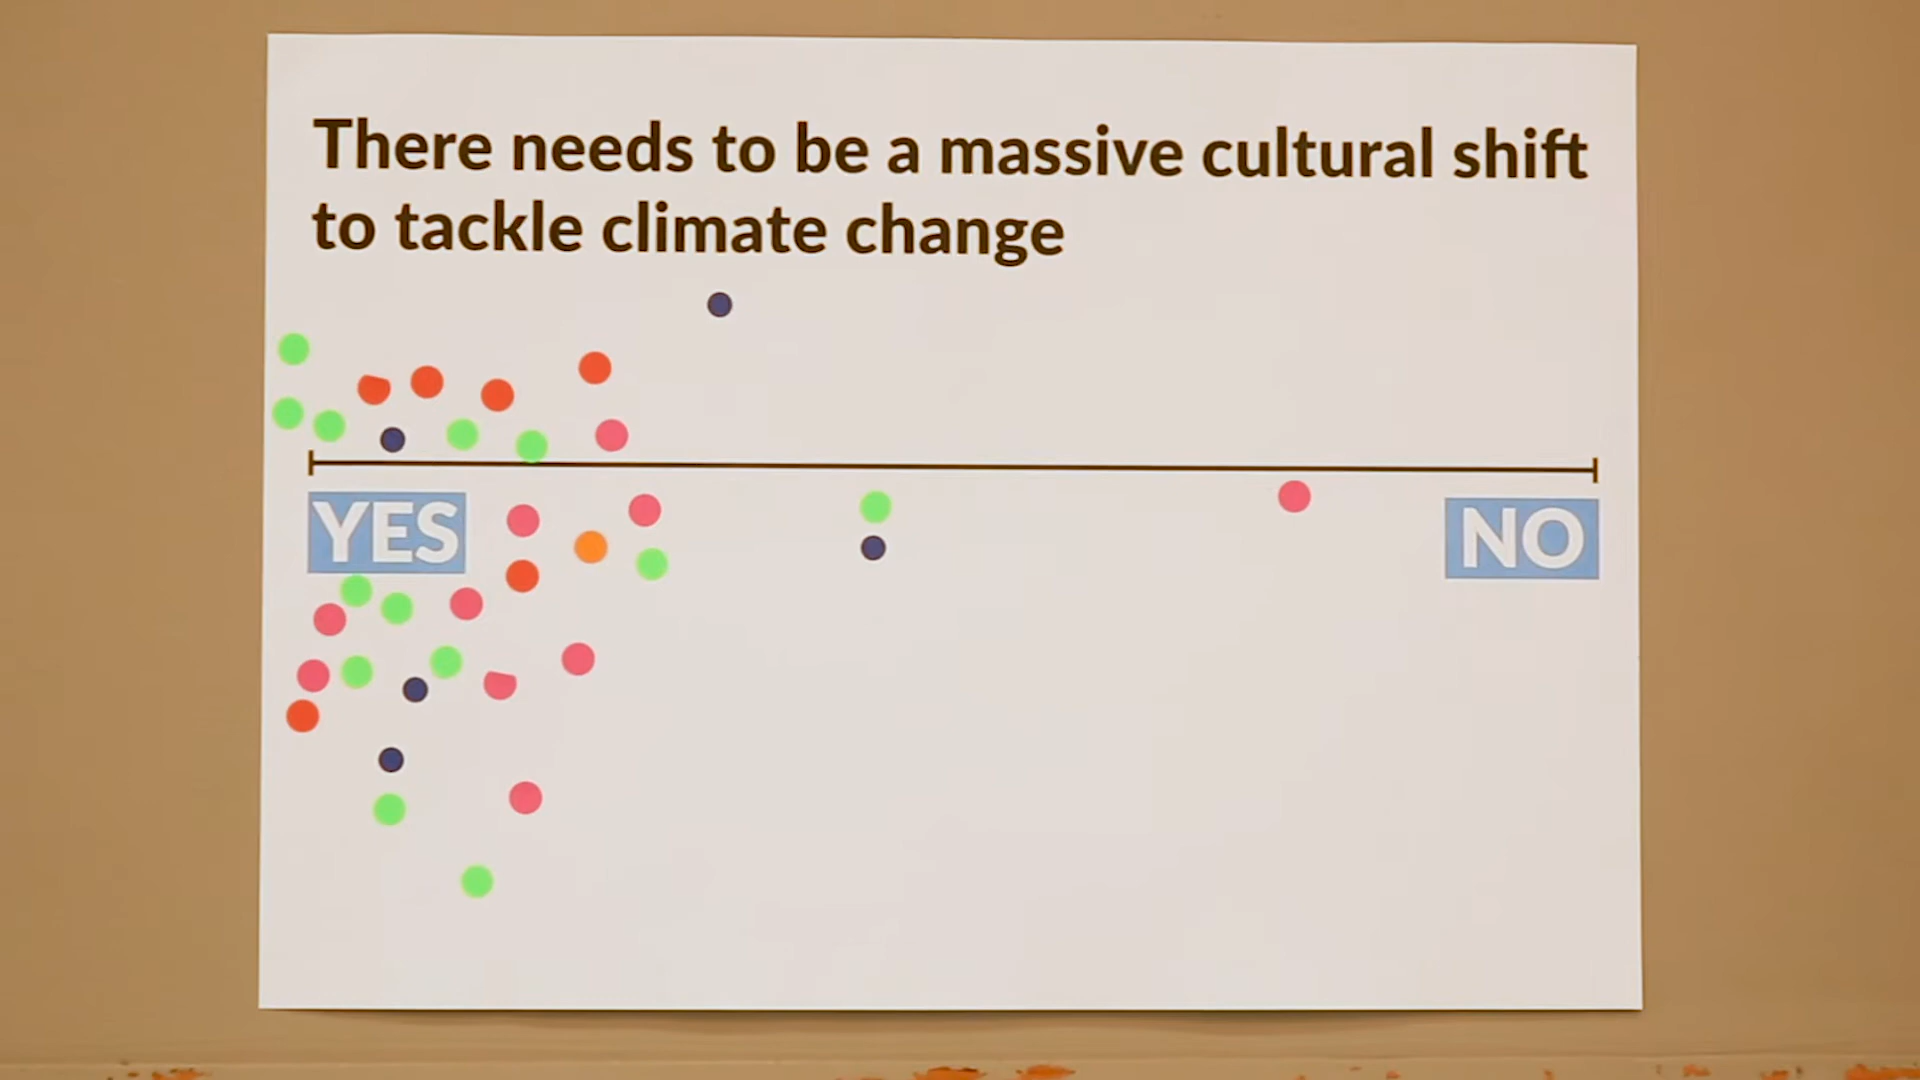 There needs to be a massive cultural shift
to tackle climate change
YES
NO